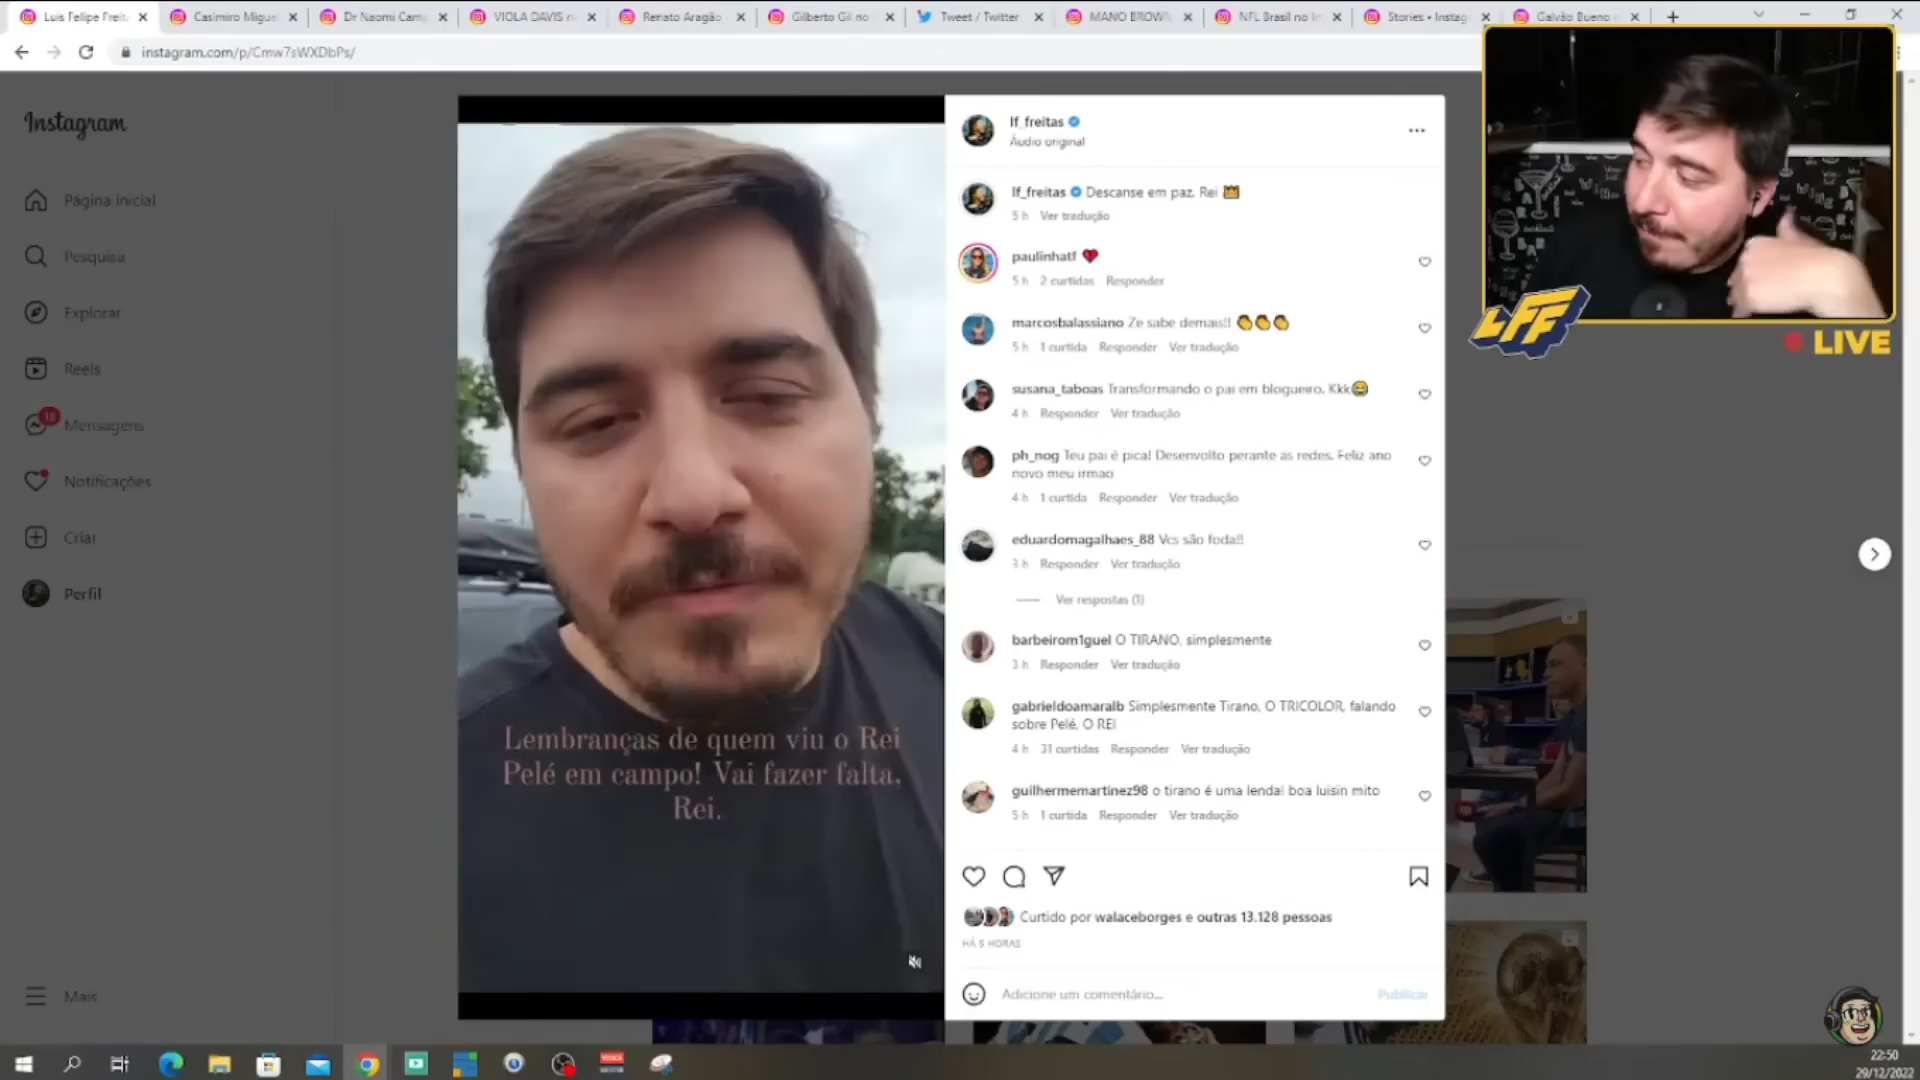 Luis Felipe Freit
Casimiro Migue
Dr Naomi Cam
VIOLA DAVIS n
Renato Aragão
Gilberto Gil no
Tweet / Twitter
MANO BROWN
NFL Brasil no In
Stories • Instag
Galvão Bueno
instagram.com/p/Cmw7sWXDbPs/
Instagram
Página inicial
Pesquisa
Explorar
Reels
Mensagens
Notificações
Criar
Perfil
Mais
Lembranças de quem viu o Rei
Pelé em campo! Vai fazer falta,
Rei.
lf_freitas
Áudio original
lf_freitas Descanse em paz, Rei
5 h Ver tradução
paulinhatf
5 h 2 curtidas Responder
marcosbalassiano Ze sabe demais!!
5 h 1 curtida Responder Ver tradução
susana_taboas Transformando o pai em blogueiro. Kkk
4 h Responder Ver tradução
ph_nog Teu pai é pica! Desenvolto perante as redes. Feliz ano
novo meu irmao
4 h 1 curtida Responder Ver tradução
eduardomagalhaes_88 Vcs são foda!!
3 h Responder Ver tradução
Ver respostas (1)
barbeirom1guel O TIRANO, simplesmente
3 h Responder Ver tradução
gabrieldoamaralb Simplesmente Tirano, O TRICOLOR, falando
sobre Pelé, O REI
4 h 31 curtidas Responder Ver tradução
guilhermemartinez98 o tirano é uma lenda! boa luisin mito
5 h 1 curtida Responder Ver tradução
Curtido por walaceborges e outras 13.128 pessoas
HÁ 5 HORAS
Adicione um comentário...
Publicar
BAR
LFF
LIVE
22:50
29/12/2022